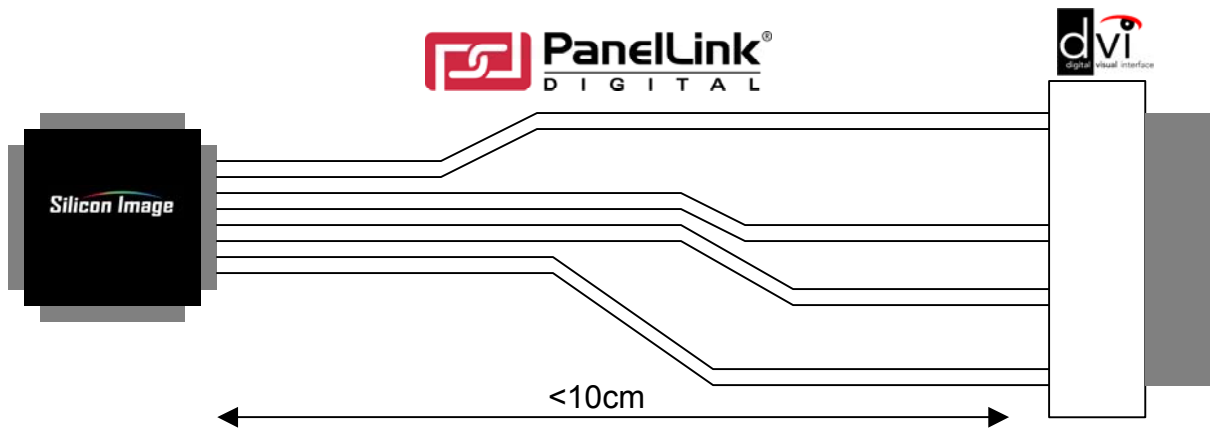 PanelLink®
DIGITAL
dvi
digital visual interface
Silicon Image
<10cm